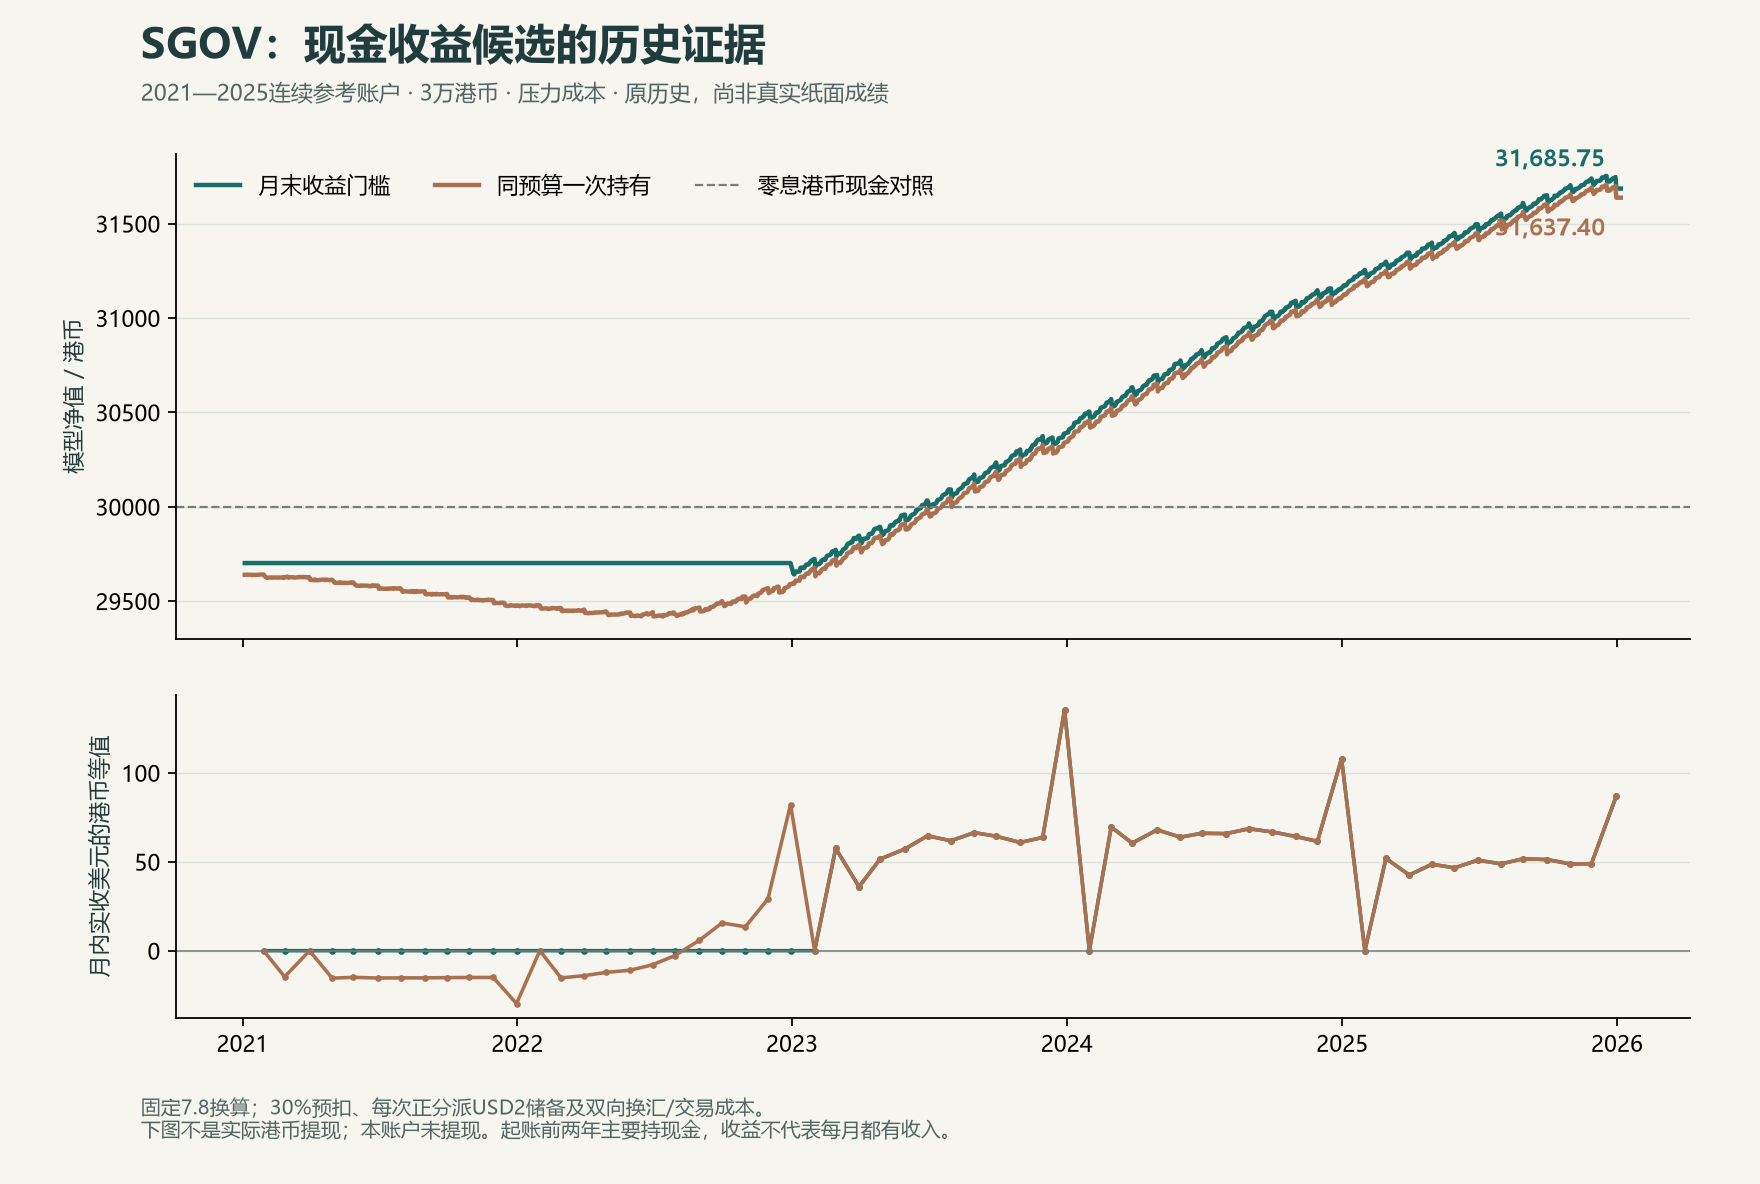 SGOV：现金收益候选的历史证据
2021—2025连续参考账户 · 3万港币 · 压力成本 · 原历史，尚非真实纸面成绩
月末收益门槛
同预算一次持有
零息港币现金对照
31,685.75
31,637.40
模型净值 / 港币
31500
31000
30500
30000
29500
月内实收美元的港币等值
100
50
0
2021
2022
2023
2024
2025
2026
固定7.8换算；30%预扣、每次正分派USD2储备及双向换汇/交易成本。
下图不是实际港币提现；本账户未提现。起账前两年主要持现金，收益不代表每月都有收入。